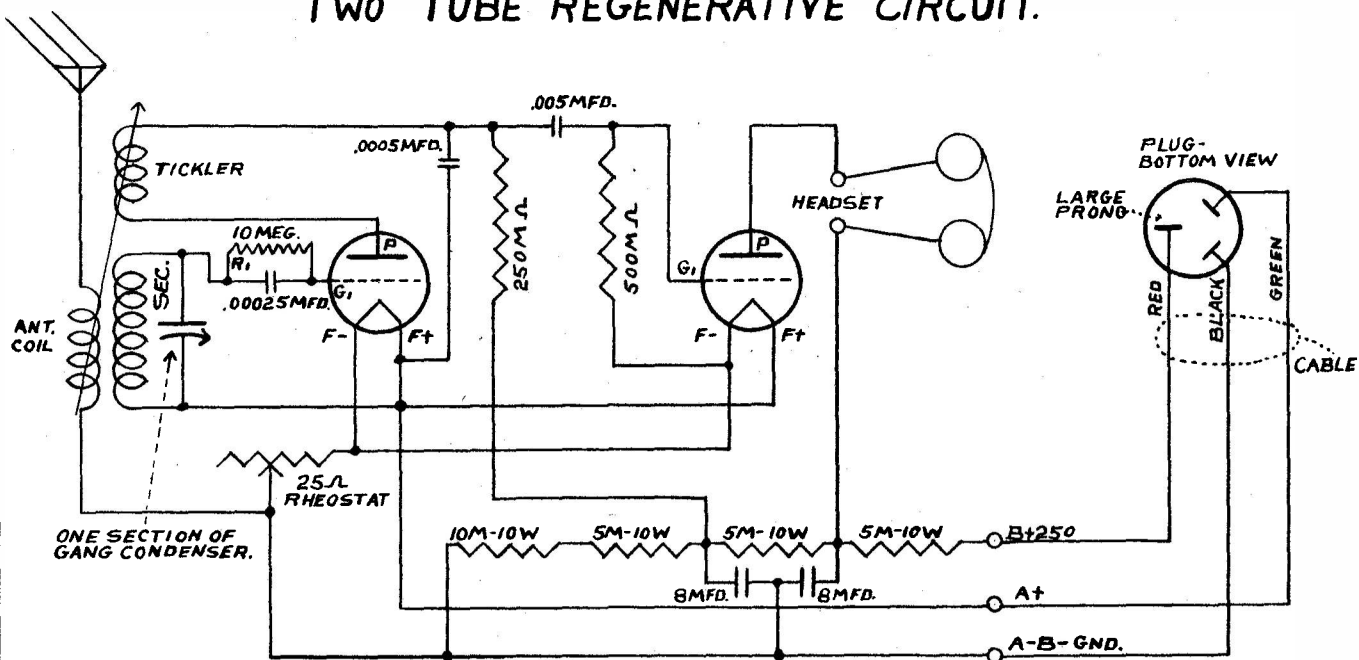 TWO TUBE REGENERATIVE CIRCUIT.
.005MFD.
.0005MFD.
TICKLER
PLUG-
BOTTOM VIEW
LARGE
PRONG
HEADSET
10 MEG.
R1
.00025MFD.
SEC.
P
G1
F-
F+
250MΩ
500MΩ
P
G1
F-
F+
RED
BLACK
GREEN
ANT.
COIL
CABLE
25Ω
RHEOSTAT
ONE SECTION OF
GANG CONDENSER.
10M-10W
5M-10W
5M-10W
5M-10W
B+250
8MFD.
8MFD.
A+
A-B-GND.